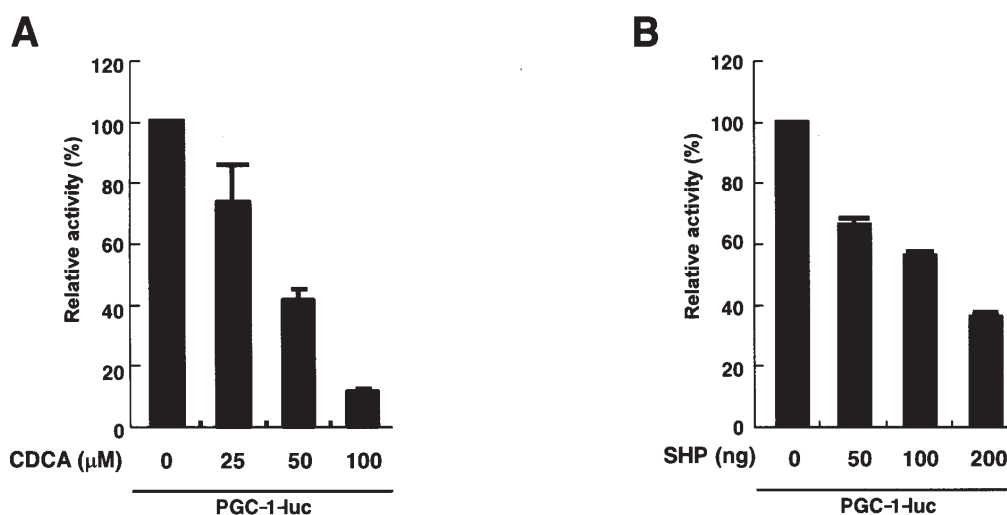 A
Relative activity (%)
120
100
80
60
40
20
0
CDCA (μM) 0 25 50 100
PGC-1-luc
B
Relative activity (%)
120
100
80
60
40
20
0
SHP (ng) 0 50 100 200
PGC-1-luc